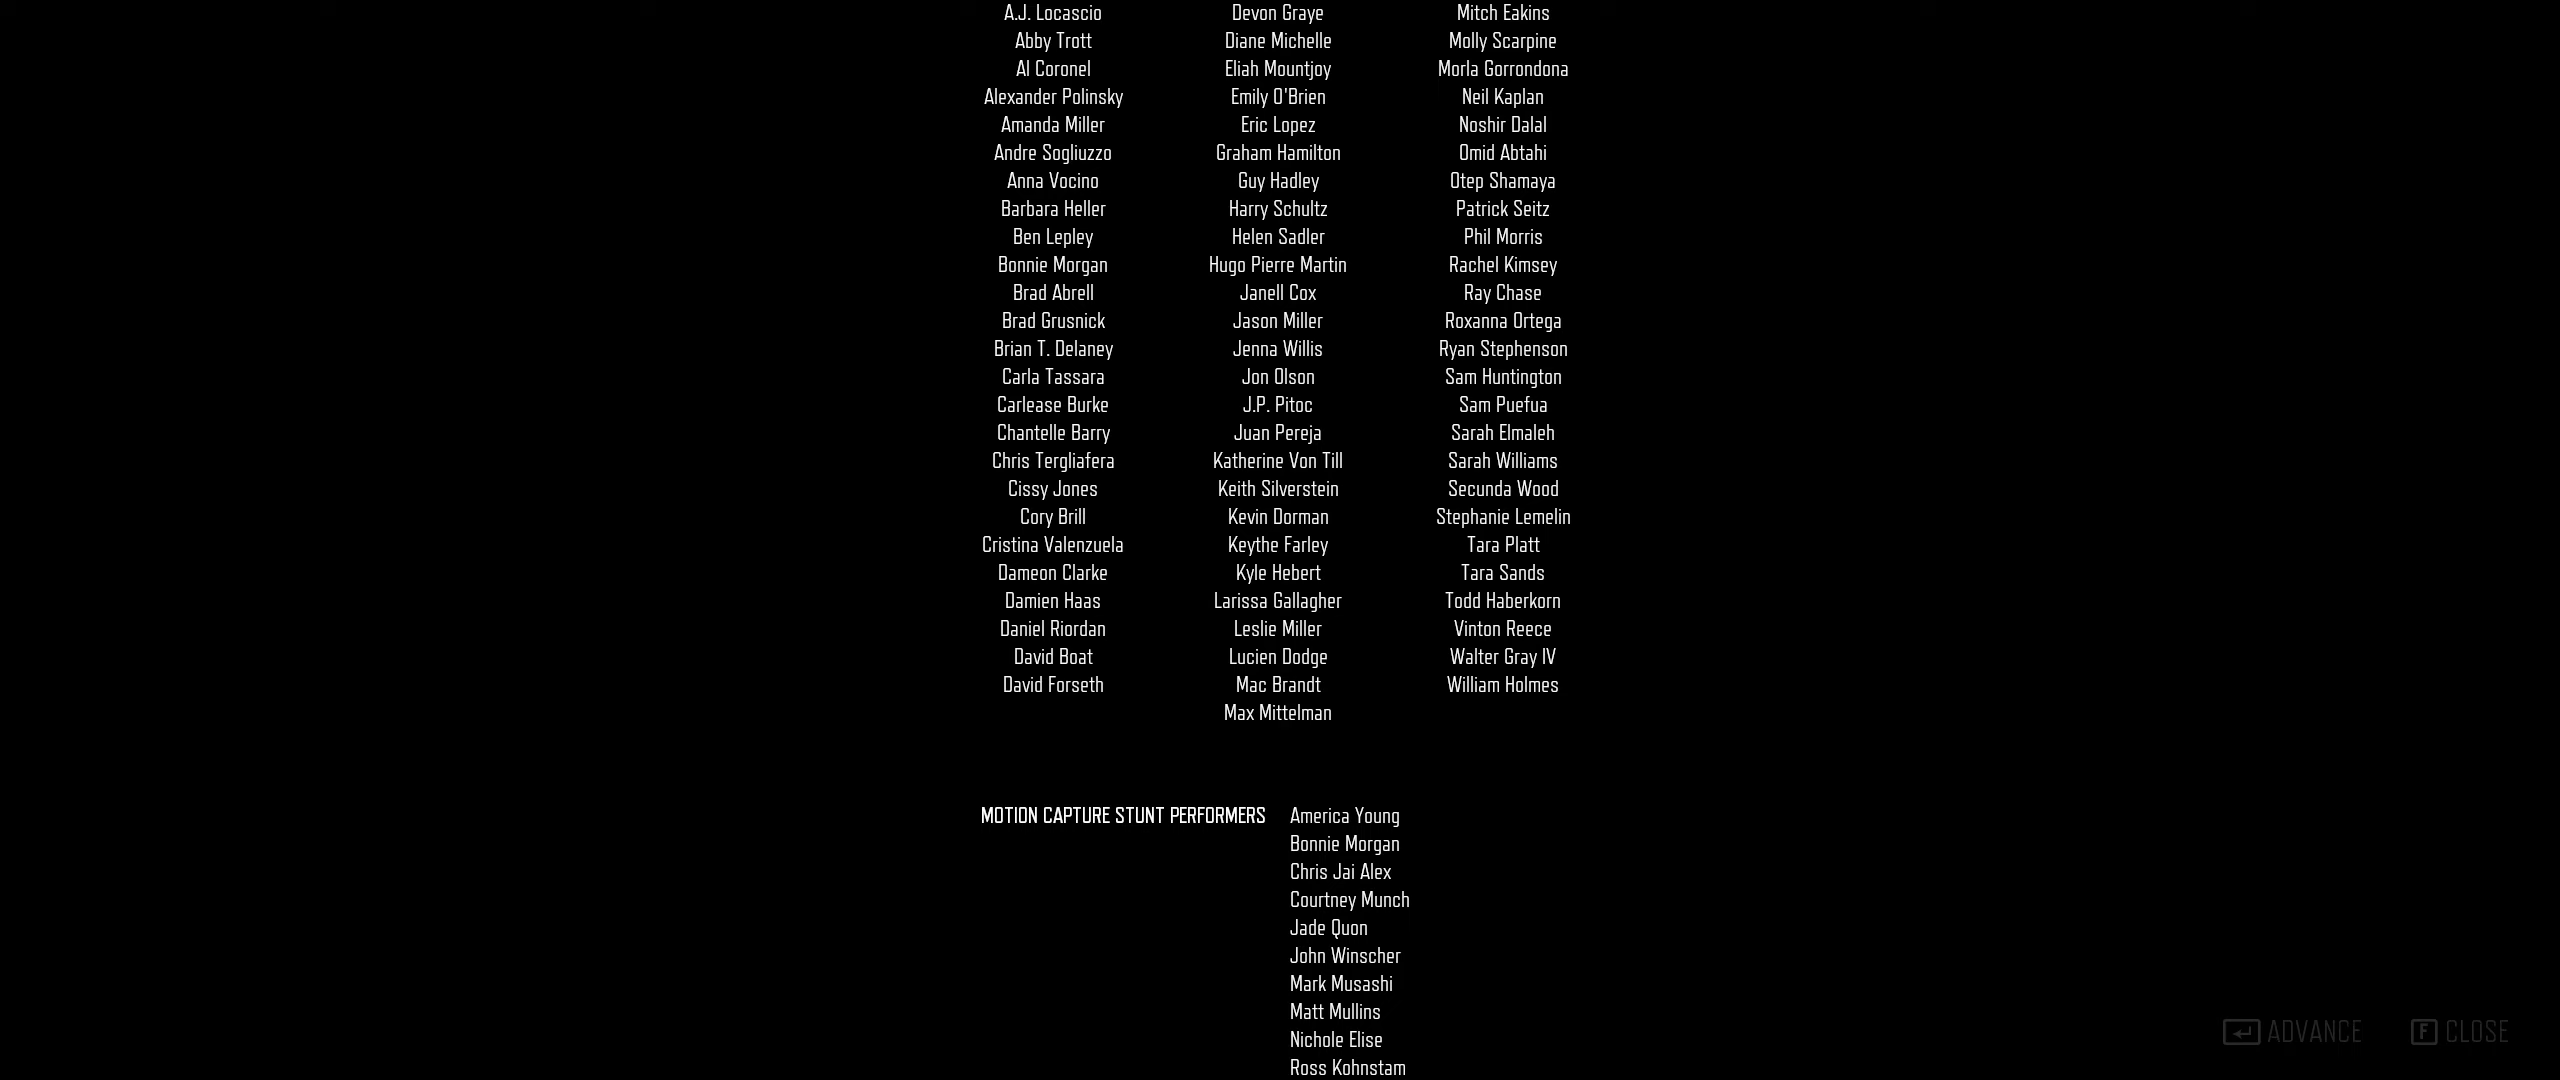 A.J. Locascio
Abby Trott
Al Coronel
Alexander Polinsky
Amanda Miller
Andre Sogliuzzo
Anna Vocino
Barbara Heller
Ben Lepley
Bonnie Morgan
Brad Abrell
Brad Grusnick
Brian T. Delaney
Carla Tassara
Carlease Burke
Chantelle Barry
Chris Tergliafera
Cissy Jones
Cory Brill
Cristina Valenzuela
Dameon Clarke
Damien Haas
Daniel Riordan
David Boat
David Forseth
Devon Graye
Diane Michelle
Eliah Mountjoy
Emily O'Brien
Eric Lopez
Graham Hamilton
Guy Hadley
Harry Schultz
Helen Sadler
Hugo Pierre Martin
Janell Cox
Jason Miller
Jenna Willis
Jon Olson
J.P. Pitoc
Juan Pereja
Katherine Von Till
Keith Silverstein
Kevin Dorman
Keythe Farley
Kyle Hebert
Larissa Gallagher
Leslie Miller
Lucien Dodge
Mac Brandt
Max Mittelman
Mitch Eakins
Molly Scarpine
Morla Gorrondona
Neil Kaplan
Noshir Dalal
Omid Abtahi
Otep Shamaya
Patrick Seitz
Phil Morris
Rachel Kimsey
Ray Chase
Roxanna Ortega
Ryan Stephenson
Sam Huntington
Sam Puefua
Sarah Elmaleh
Sarah Williams
Secunda Wood
Stephanie Lemelin
Tara Platt
Tara Sands
Todd Haberkorn
Vinton Reece
Walter Gray IV
William Holmes
MOTION CAPTURE STUNT PERFORMERS
America Young
Bonnie Morgan
Chris Jai Alex
Courtney Munch
Jade Quon
John Winscher
Mark Musashi
Matt Mullins
Nichole Elise
Ross Kohnstam
ADVANCE
F CLOSE